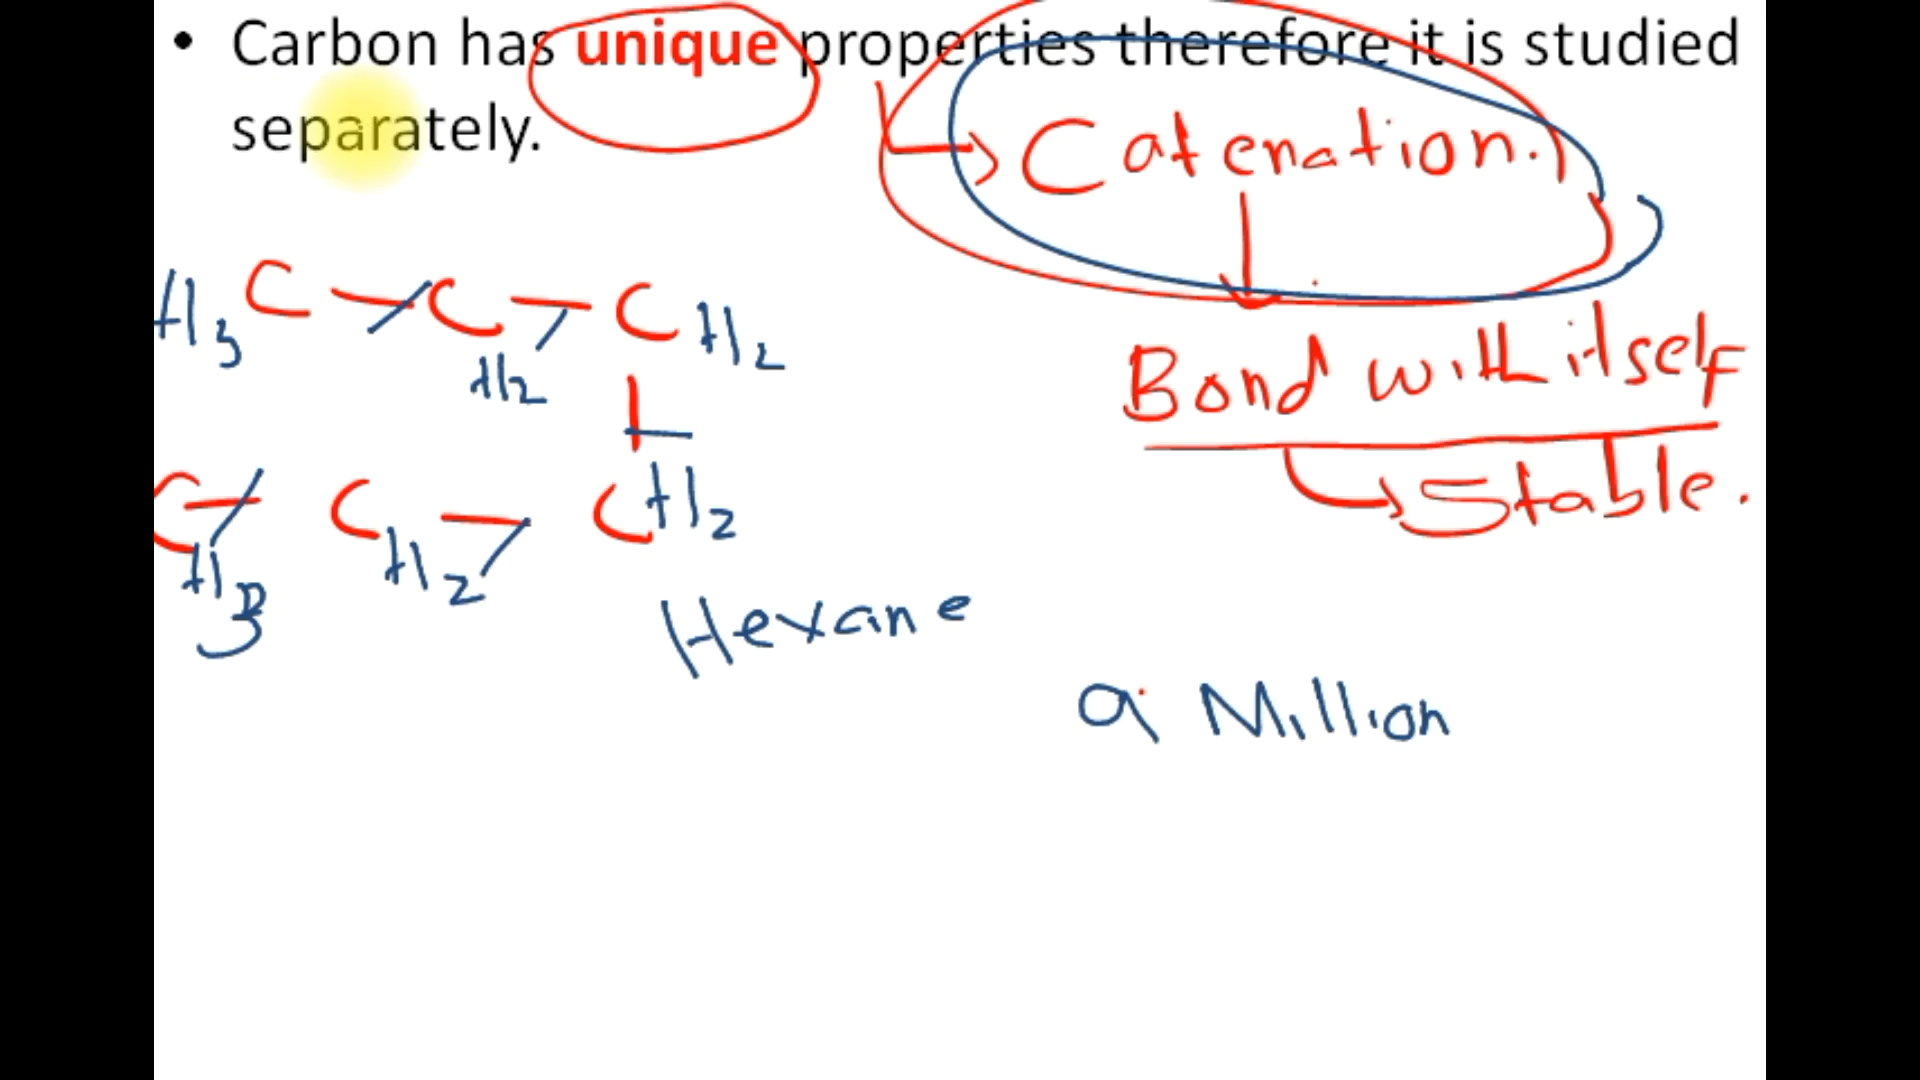 • Carbon has unique properties therefore it is studied
separately.
Catenation.
H3C - C - CH2
H2
Bond with itself
Stable.
C - CH2 - CH2
H3
Hexane
a Million